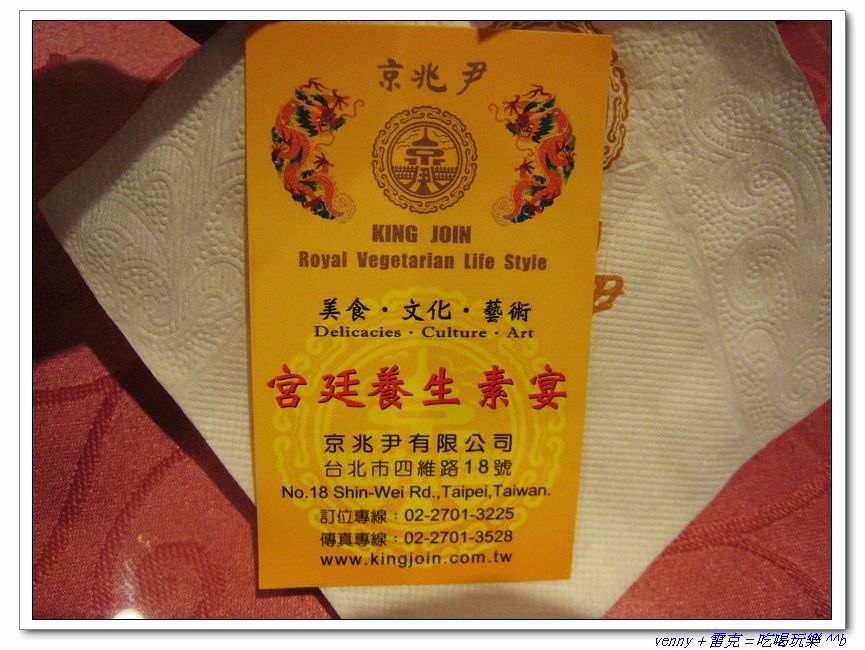 京兆尹
KING JOIN
Royal Vegetarian Life Style
美食・文化・藝術
Delicacies・Culture・Art
宮廷養生素宴
京兆尹有限公司
台北市四維路18號
No.18 Shin-Wei Rd.,Taipei,Taiwan.
訂位專線：02-2701-3225
傳真專線：02-2701-3528
www.kingjoin.com.tw
尹
venny + 雷克 = 吃喝玩樂 ^^b